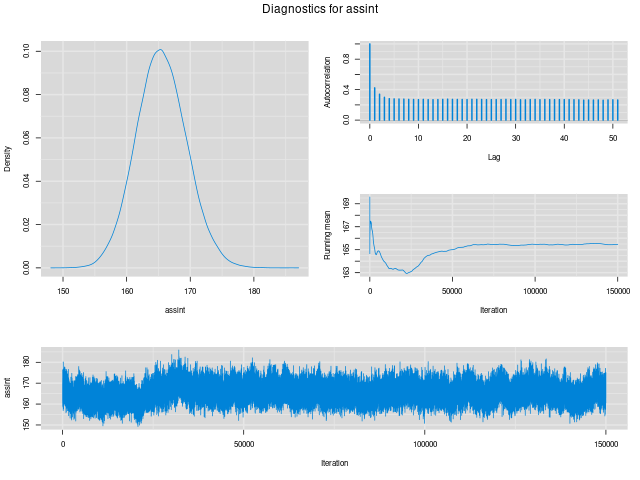 Diagnostics for assint
Density
0.00 0.02 0.04 0.06 0.08 0.10
150 160 170 180
assint
Autocorrelation
0.0 0.4 0.8
0 10 20 30 40 50
Lag
Running mean
163 165 167 169
0 50000 100000 150000
Iteration
assint
150 160 170 180
0 50000 100000 150000
Iteration